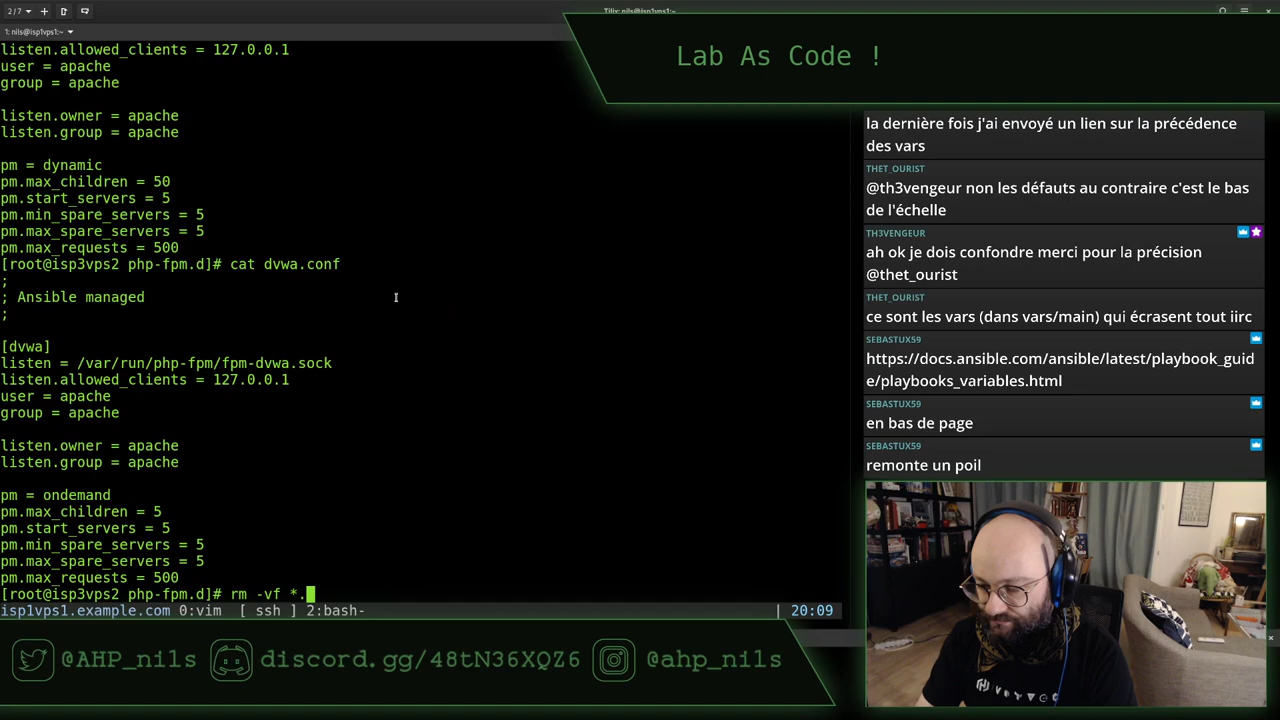 2 / 7
Tilix: nils@isp1vps1:~
1: nils@isp1vps1:~
listen.allowed_clients = 127.0.0.1
user = apache
group = apache
listen.owner = apache
listen.group = apache
pm = dynamic
pm.max_children = 50
pm.start_servers = 5
pm.min_spare_servers = 5
pm.max_spare_servers = 5
pm.max_requests = 500
[root@isp3vps2 php-fpm.d]# cat dvwa.conf
;
; Ansible managed
;
[dvwa]
listen = /var/run/php-fpm/fpm-dvwa.sock
listen.allowed_clients = 127.0.0.1
user = apache
group = apache
listen.owner = apache
listen.group = apache
pm = ondemand
pm.max_children = 5
pm.start_servers = 5
pm.min_spare_servers = 5
pm.max_spare_servers = 5
pm.max_requests = 500
[root@isp3vps2 php-fpm.d]# rm -vf *.
isp1vps1.example.com 0:vim [ ssh ] 2:bash- | 20:09
Lab As Code !
la dernière fois j'ai envoyé un lien sur la précédence
des vars
THET_OURIST
@th3vengeur non les défauts au contraire c'est le bas
de l'échelle
TH3VENGEUR
ah ok je dois confondre merci pour la précision
@thet_ourist
THET_OURIST
ce sont les vars (dans vars/main) qui écrasent tout iirc
SEBASTUX59
https://docs.ansible.com/ansible/latest/playbook_guid
e/playbooks_variables.html
SEBASTUX59
en bas de page
SEBASTUX59
remonte un poil
@AHP_nils discord.gg/48tN36XQZ6 @ahp_nils